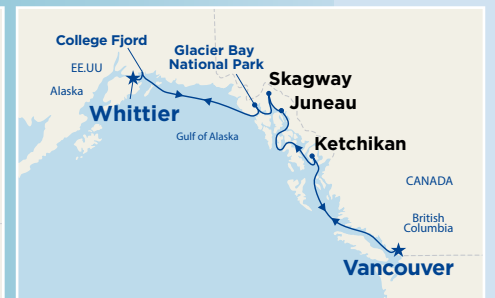 College Fjord
EE.UU
Alaska
Whittier
Glacier Bay
National Park
Skagway
Juneau
Gulf of Alaska
Ketchikan
CANADA
British
Columbia
Vancouver